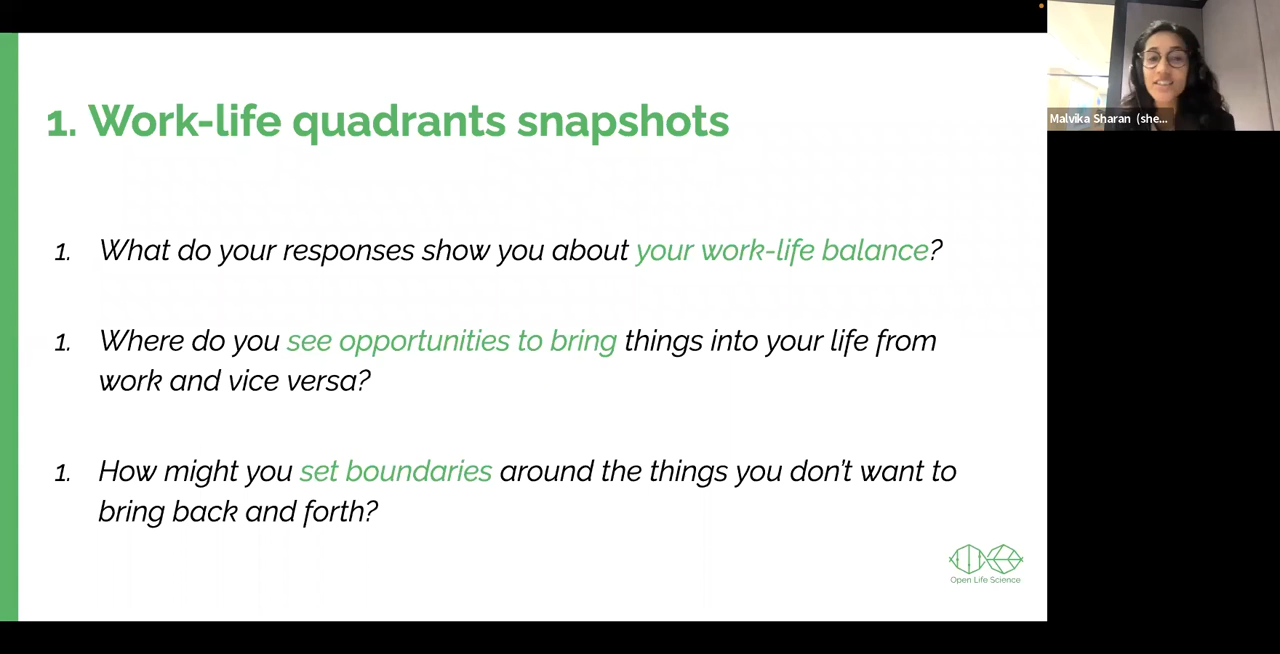 1. Work-life quadrants snapshots
1. What do your responses show you about your work-life balance?
1. Where do you see opportunities to bring things into your life from
work and vice versa?
1. How might you set boundaries around the things you don't want to
bring back and forth?
Open Life Science
Malvika Sharan (she...